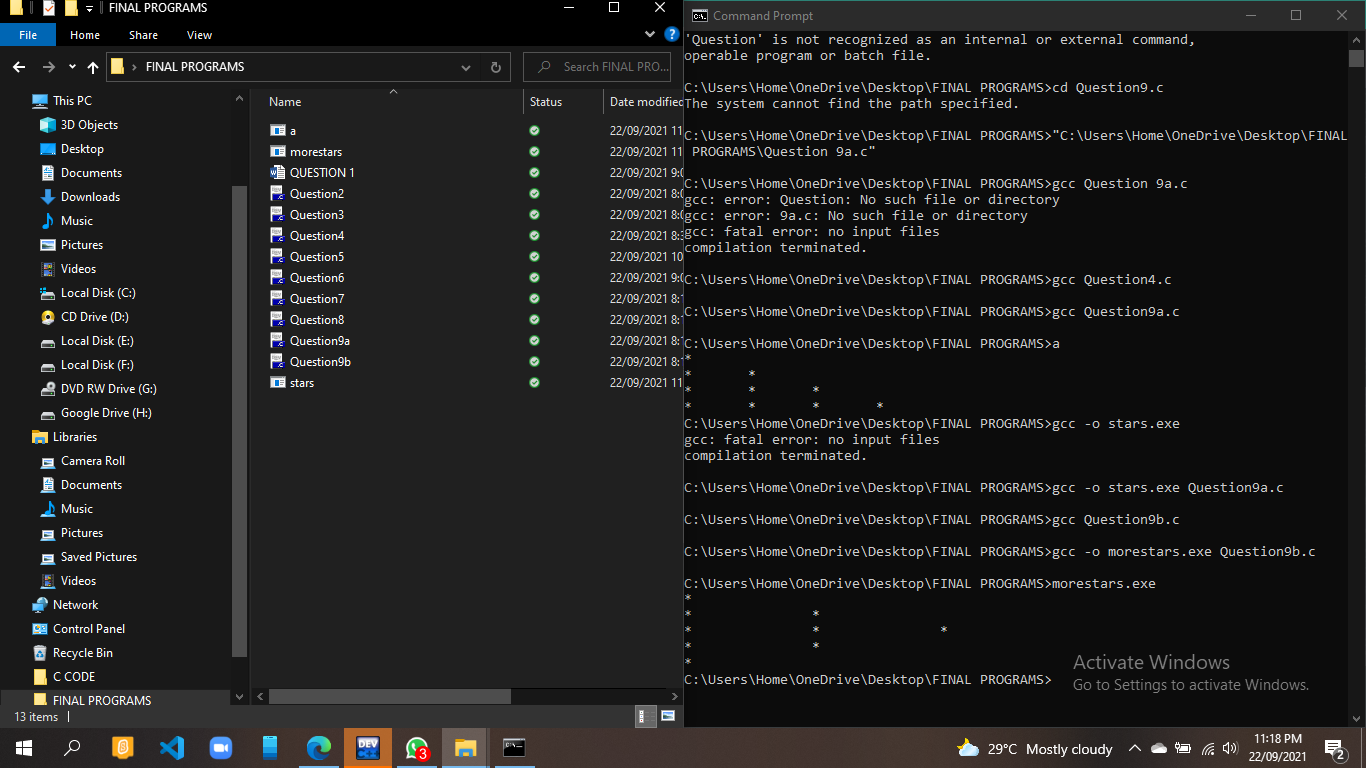 FINAL PROGRAMS
File Home Share View
FINAL PROGRAMS
Search FINAL PRO...
This PC
3D Objects
Desktop
Documents
Downloads
Music
Pictures
Videos
Local Disk (C:)
CD Drive (D:)
Local Disk (E:)
Local Disk (F:)
DVD RW Drive (G:)
Google Drive (H:)
Libraries
Camera Roll
Documents
Music
Pictures
Saved Pictures
Videos
Network
Control Panel
Recycle Bin
C CODE
FINAL PROGRAMS
Name Status Date modified
a 22/09/2021 11
morestars 22/09/2021 11
QUESTION 1 22/09/2021 9:0
Question2 22/09/2021 8:0
Question3 22/09/2021 8:0
Question4 22/09/2021 8:3
Question5 22/09/2021 10
Question6 22/09/2021 9:0
Question7 22/09/2021 8:1
Question8 22/09/2021 8:1
Question9a 22/09/2021 8:1
Question9b 22/09/2021 8:1
stars 22/09/2021 11
13 items
Command Prompt
'Question' is not recognized as an internal or external command,
operable program or batch file.
C:\Users\Home\OneDrive\Desktop\FINAL PROGRAMS>cd Question9.c
The system cannot find the path specified.
C:\Users\Home\OneDrive\Desktop\FINAL PROGRAMS>"C:\Users\Home\OneDrive\Desktop\FINAL
PROGRAMS\Question 9a.c"
C:\Users\Home\OneDrive\Desktop\FINAL PROGRAMS>gcc Question 9a.c
gcc: error: Question: No such file or directory
gcc: error: 9a.c: No such file or directory
gcc: fatal error: no input files
compilation terminated.
C:\Users\Home\OneDrive\Desktop\FINAL PROGRAMS>gcc Question4.c
C:\Users\Home\OneDrive\Desktop\FINAL PROGRAMS>gcc Question9a.c
C:\Users\Home\OneDrive\Desktop\FINAL PROGRAMS>a
*
* *
* * *
* * * *
C:\Users\Home\OneDrive\Desktop\FINAL PROGRAMS>gcc -o stars.exe
gcc: fatal error: no input files
compilation terminated.
C:\Users\Home\OneDrive\Desktop\FINAL PROGRAMS>gcc -o stars.exe Question9a.c
C:\Users\Home\OneDrive\Desktop\FINAL PROGRAMS>gcc Question9b.c
C:\Users\Home\OneDrive\Desktop\FINAL PROGRAMS>gcc -o morestars.exe Question9b.c
C:\Users\Home\OneDrive\Desktop\FINAL PROGRAMS>morestars.exe
*
* *
* * *
* *
*
C:\Users\Home\OneDrive\Desktop\FINAL PROGRAMS>
Activate Windows
Go to Settings to activate Windows.
DEV
3
29°C Mostly cloudy
11:18 PM
22/09/2021
2